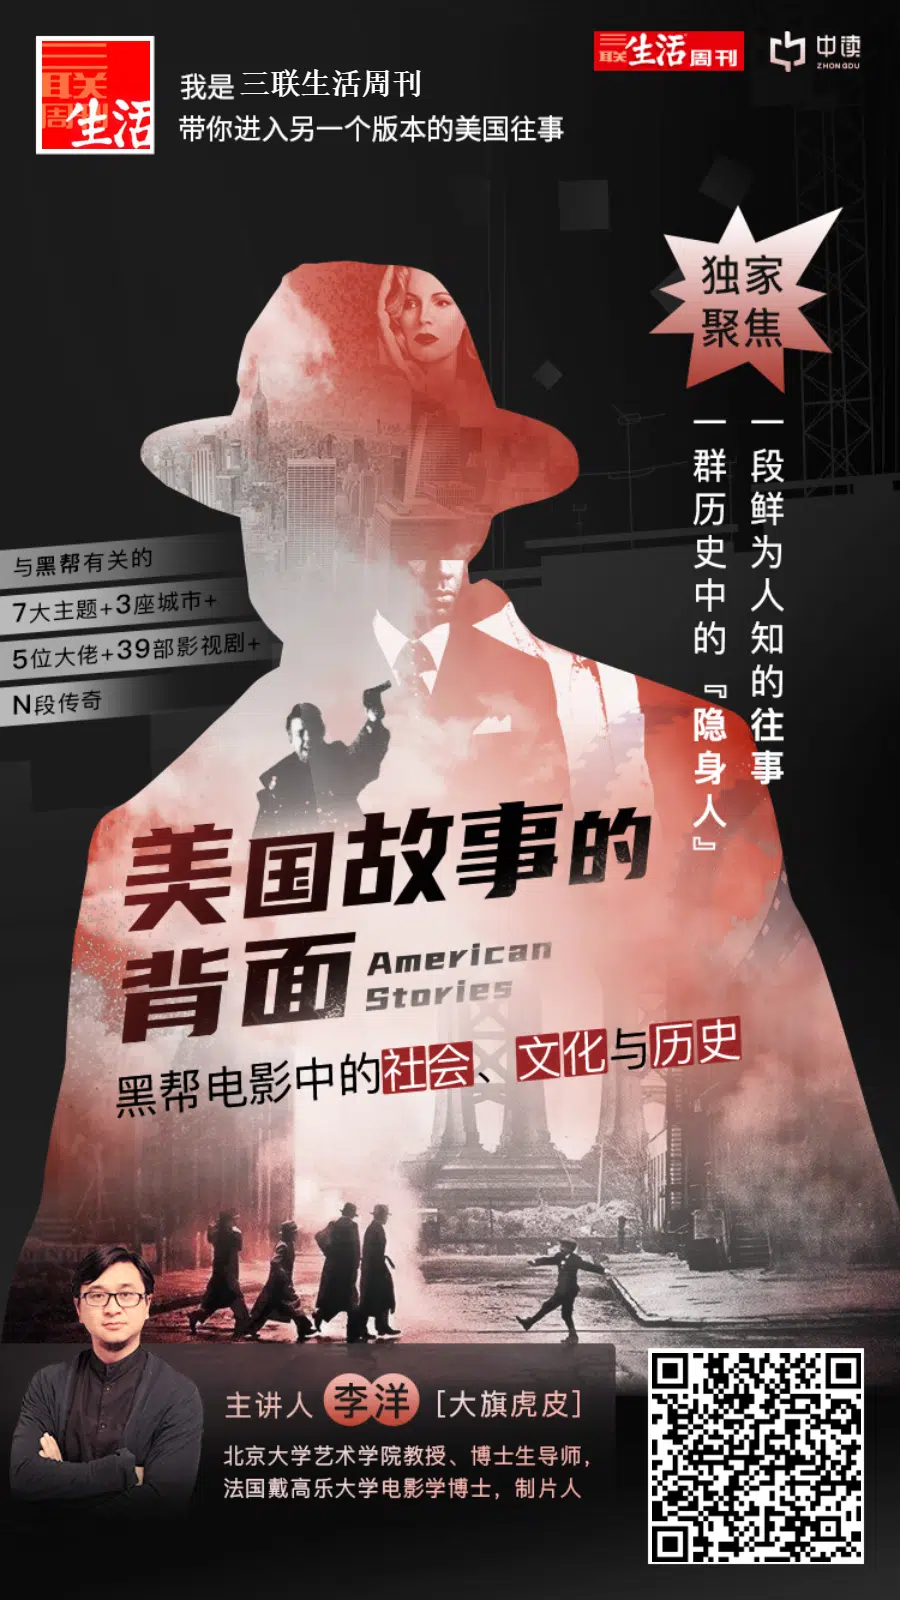 三联
周刊
生活
我是 三联生活周刊
带你进入另一个版本的美国往事
三联生活周刊
中读
ZHONGDU
独家
聚焦
一段鲜为人知的往事
一群历史中的『隐身人』
与黑帮有关的
7大主题+3座城市+
5位大佬+39部影视剧+
N段传奇
美国故事的
背面
American
Stories
黑帮电影中的社会、文化与历史
主讲人 李洋 [大旗虎皮]
北京大学艺术学院教授、博士生导师，
法国戴高乐大学电影学博士，制片人